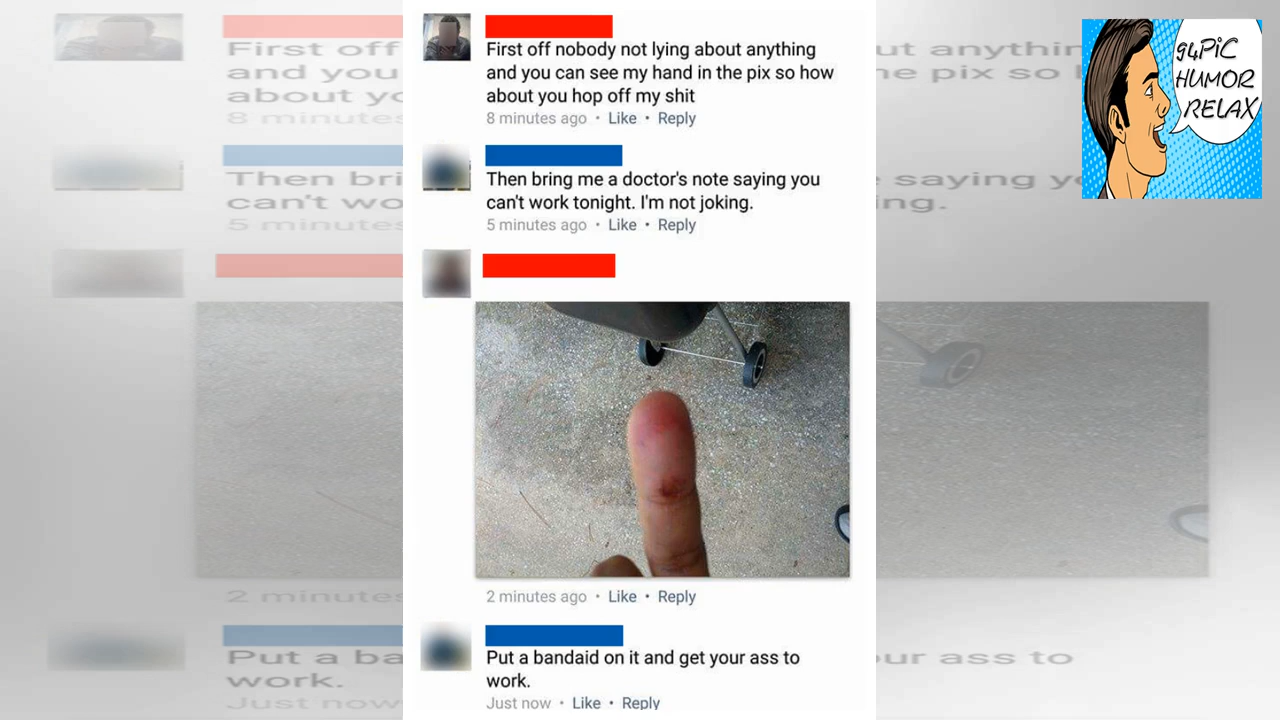 First off nobody not lying about anything
and you can see my hand in the pix so how
about you hop off my shit
8 minutes ago • Like • Reply
Then bring me a doctor's note saying you
can't work tonight. I'm not joking.
5 minutes ago • Like • Reply
2 minutes ago • Like • Reply
Put a bandaid on it and get your ass to
work.
Just now • Like • Reply
94PiC
HUMOR
RELAX